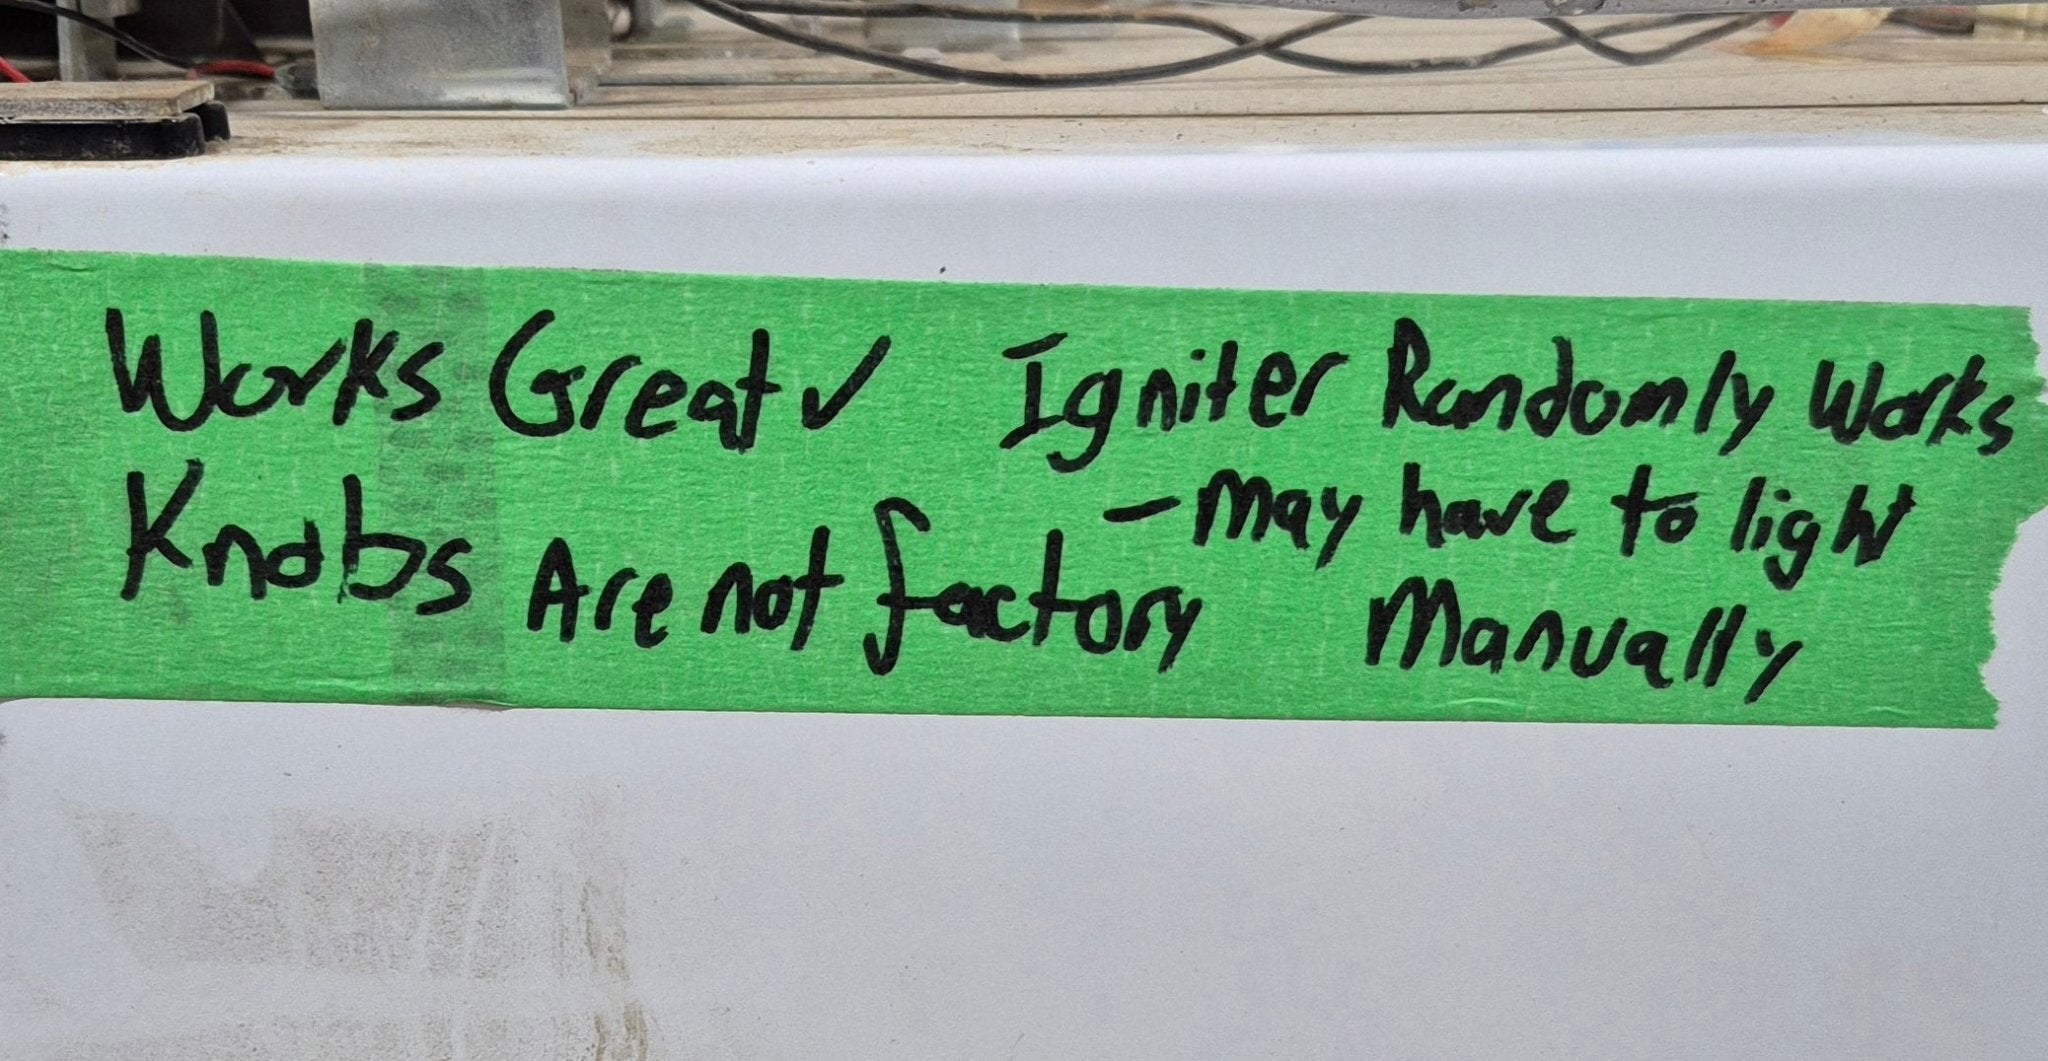 Works Great✓
Knobs Are not factory
Igniter Randomly Works
- May have to light
Manually